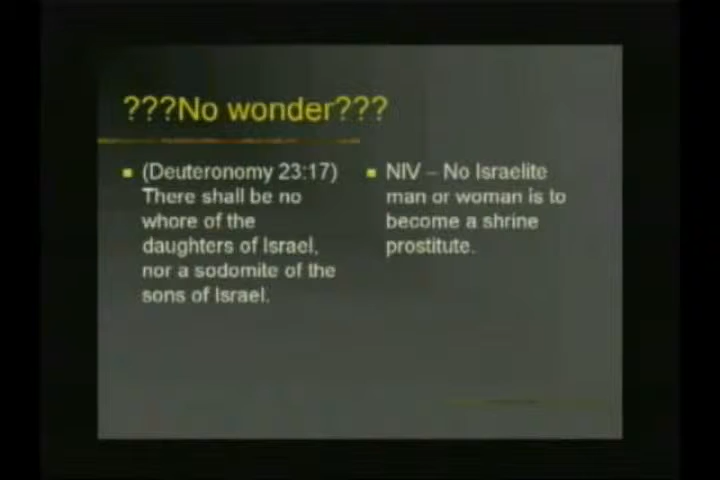 ???No wonder???
(Deuteronomy 23:17)
There shall be no
whore of the
daughters of Israel,
nor a sodomite of the
sons of Israel.
NIV – No Israelite
man or woman is to
become a shrine
prostitute.